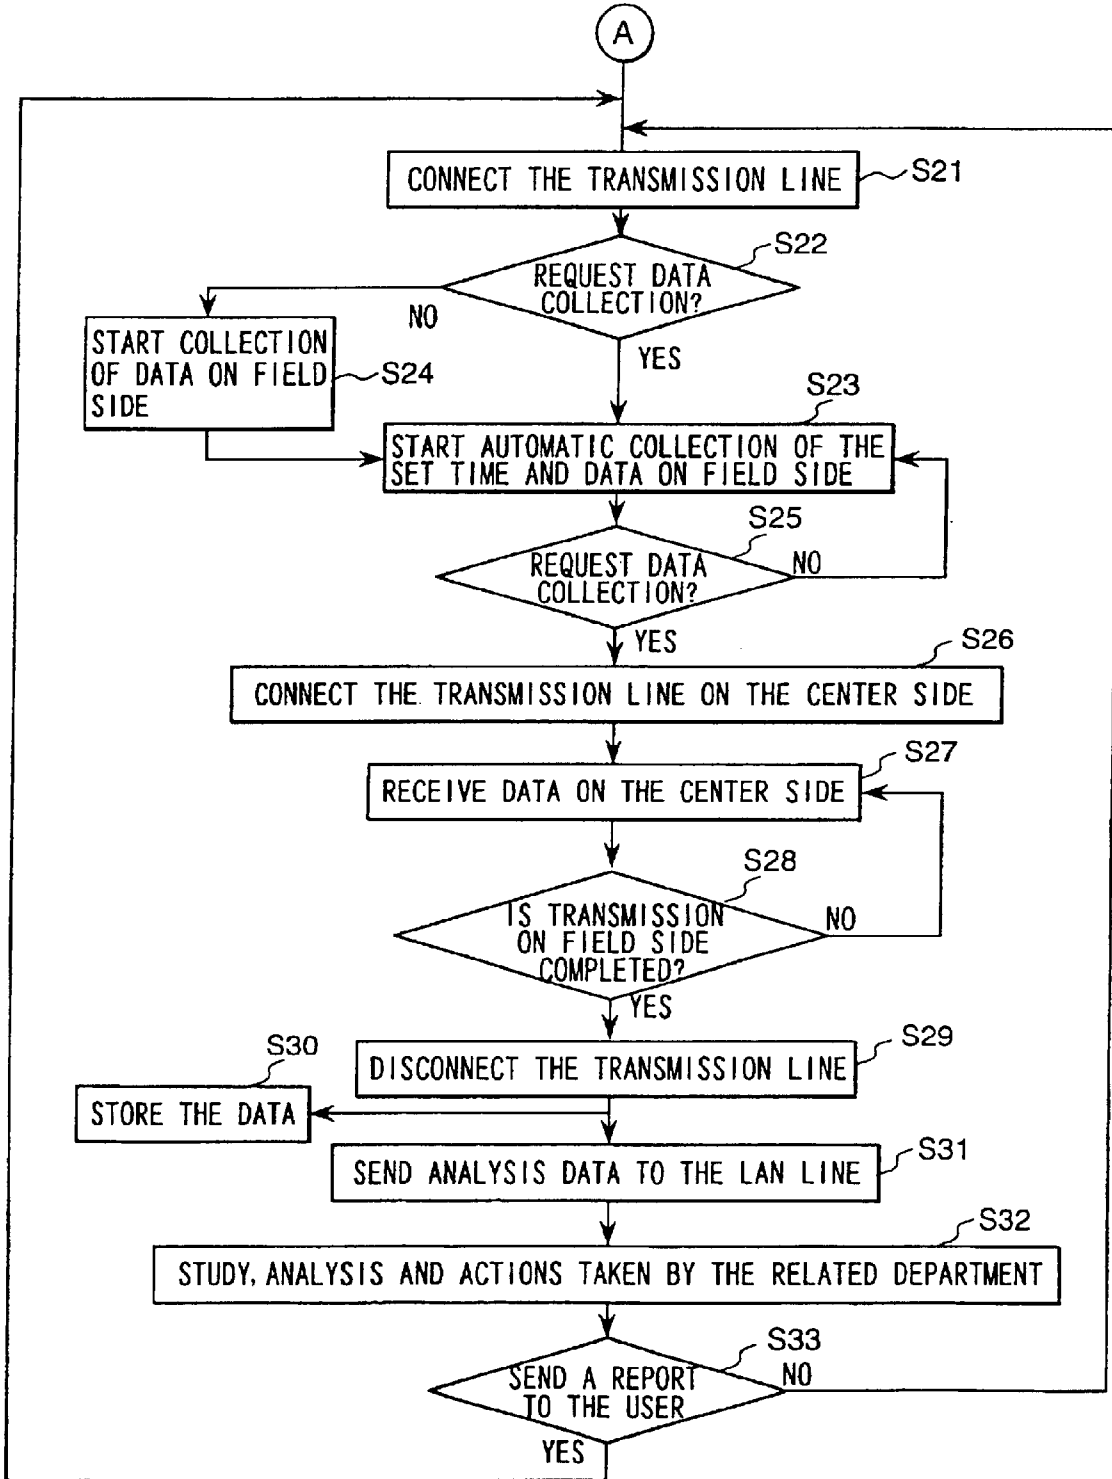 A
CONNECT THE TRANSMISSION LINE
S21
S22
REQUEST DATA
COLLECTION?
NO
YES
START COLLECTION
OF DATA ON FIELD
SIDE
S24
S23
START AUTOMATIC COLLECTION OF THE
SET TIME AND DATA ON FIELD SIDE
S25
REQUEST DATA
COLLECTION?
NO
YES
S26
CONNECT THE TRANSMISSION LINE ON THE CENTER SIDE
S27
RECEIVE DATA ON THE CENTER SIDE
S28
IS TRANSMISSION
ON FIELD SIDE
COMPLETED?
NO
YES
S29
DISCONNECT THE TRANSMISSION LINE
S30
STORE THE DATA
S31
SEND ANALYSIS DATA TO THE LAN LINE
S32
STUDY, ANALYSIS AND ACTIONS TAKEN BY THE RELATED DEPARTMENT
S33
SEND A REPORT
TO THE USER
NO
YES